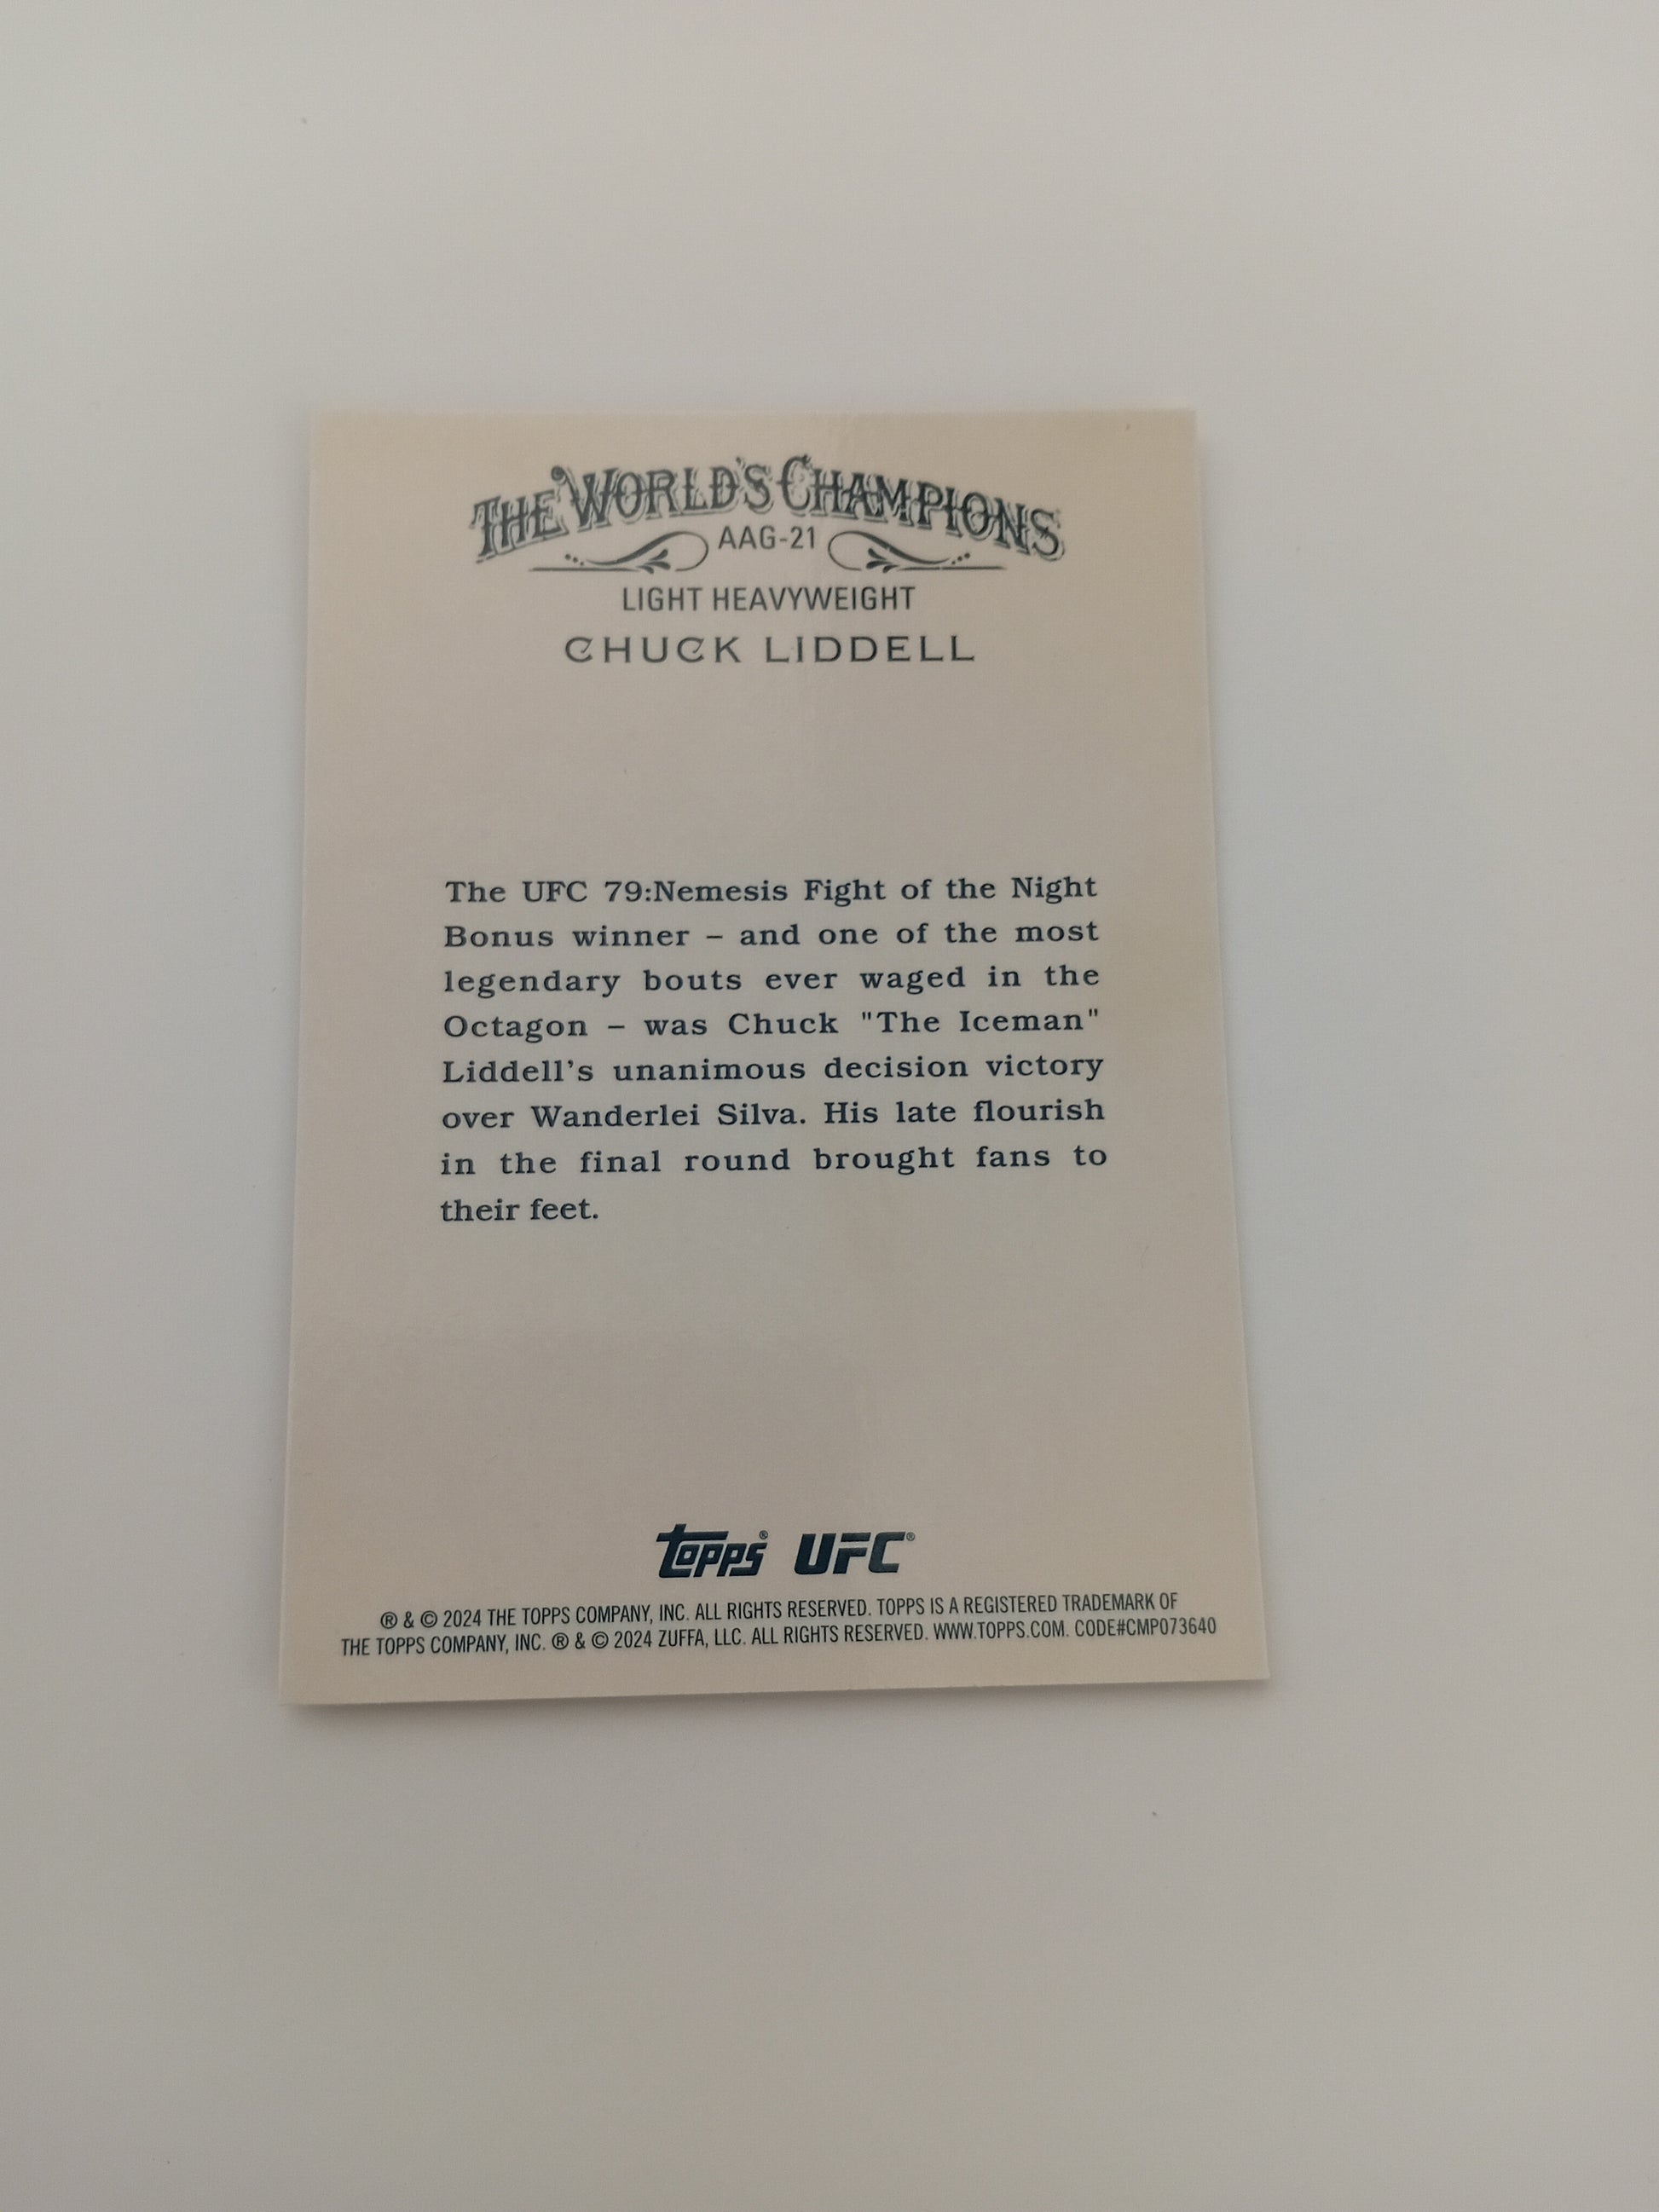 THE WORLD'S CHAMPIONS
AAG-21
LIGHT HEAVYWEIGHT
CHUCK LIDDELL
The UFC 79:Nemesis Fight of the Night
Bonus winner – and one of the most
legendary bouts ever waged in the
Octagon – was Chuck "The Iceman"
Liddell's unanimous decision victory
over Wanderlei Silva. His late flourish
in the final round brought fans to
their feet.
topps® UFC®
® & © 2024 THE TOPPS COMPANY, INC. ALL RIGHTS RESERVED. TOPPS IS A REGISTERED TRADEMARK OF
THE TOPPS COMPANY, INC. ® & © 2024 ZUFFA, LLC. ALL RIGHTS RESERVED. WWW.TOPPS.COM. CODE#CMP073640